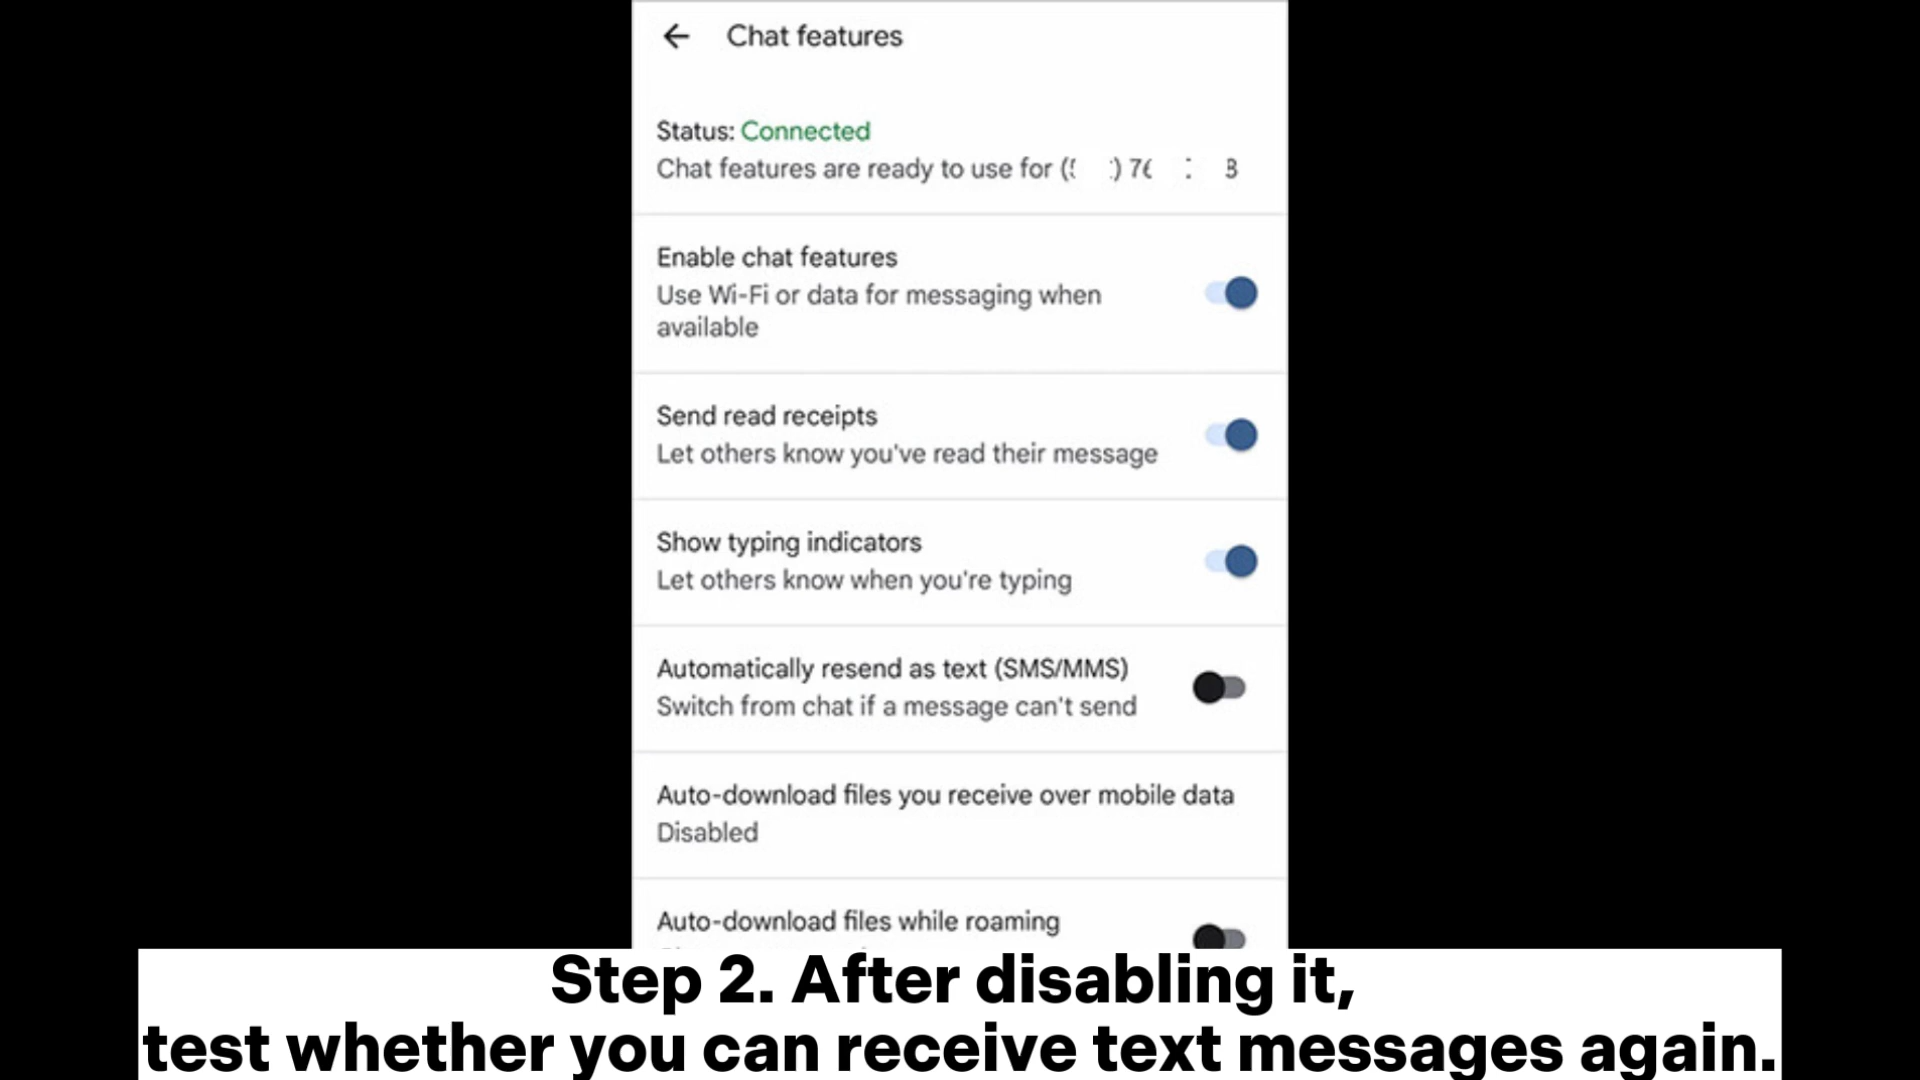 Chat features
Status: Connected
Chat features are ready to use for
Enable chat features
Use Wi-Fi or data for messaging when
available
Send read receipts
Let others know you've read their message
Show typing indicators
Let others know when you're typing
Automatically resend as text (SMS/MMS)
Switch from chat if a message can't send
Auto-download files you receive over mobile data
Disabled
Auto-download files while roaming
Step 2. After disabling it,
test whether you can receive text messages again.